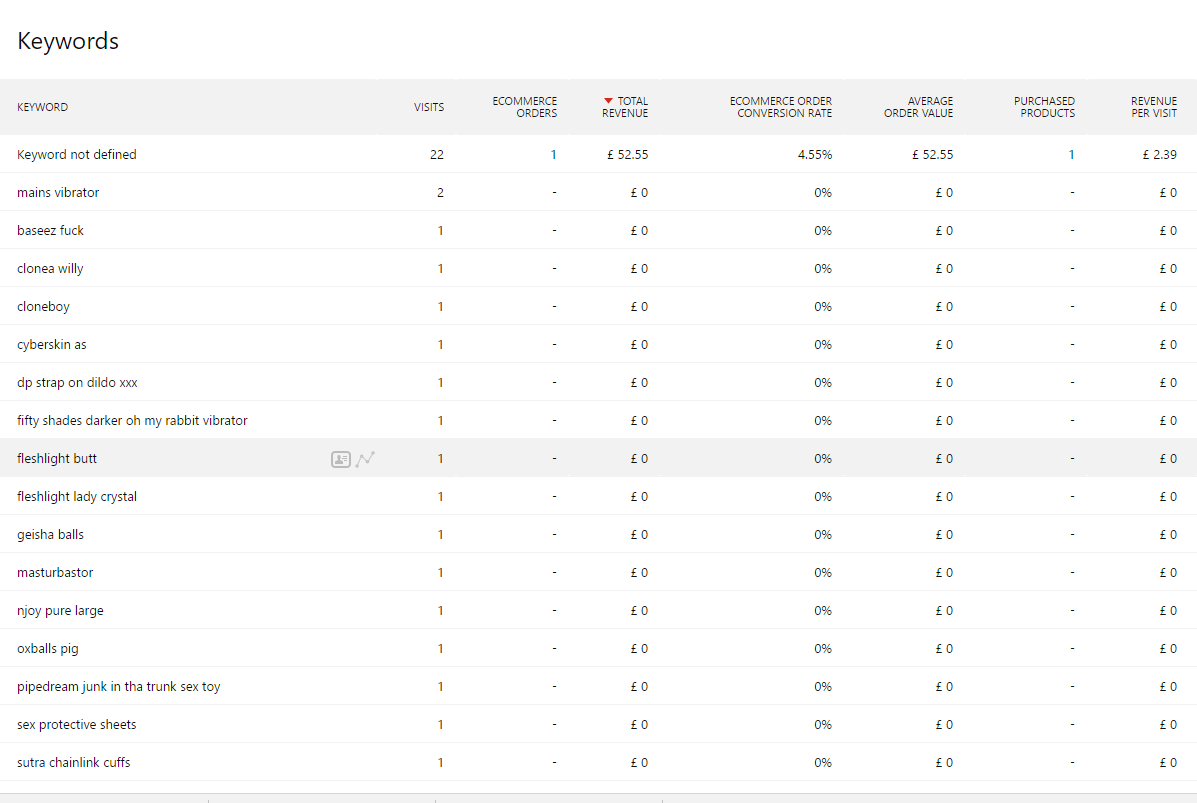 Keywords
KEYWORD VISITS ECOMMERCE ORDERS TOTAL REVENUE ECOMMERCE ORDER CONVERSION RATE AVERAGE ORDER VALUE PURCHASED PRODUCTS REVENUE PER VISIT
Keyword not defined 22 1 £ 52.55 4.55% £ 52.55 1 £ 2.39
mains vibrator 2 - £ 0 0% £ 0 - £ 0
baseez fuck 1 - £ 0 0% £ 0 - £ 0
clonea willy 1 - £ 0 0% £ 0 - £ 0
cloneboy 1 - £ 0 0% £ 0 - £ 0
cyberskin as 1 - £ 0 0% £ 0 - £ 0
dp strap on dildo xxx 1 - £ 0 0% £ 0 - £ 0
fifty shades darker oh my rabbit vibrator 1 - £ 0 0% £ 0 - £ 0
fleshlight butt 1 - £ 0 0% £ 0 - £ 0
fleshlight lady crystal 1 - £ 0 0% £ 0 - £ 0
geisha balls 1 - £ 0 0% £ 0 - £ 0
masturbastor 1 - £ 0 0% £ 0 - £ 0
njoy pure large 1 - £ 0 0% £ 0 - £ 0
oxballs pig 1 - £ 0 0% £ 0 - £ 0
pipedream junk in tha trunk sex toy 1 - £ 0 0% £ 0 - £ 0
sex protective sheets 1 - £ 0 0% £ 0 - £ 0
sutra chainlink cuffs 1 - £ 0 0% £ 0 - £ 0